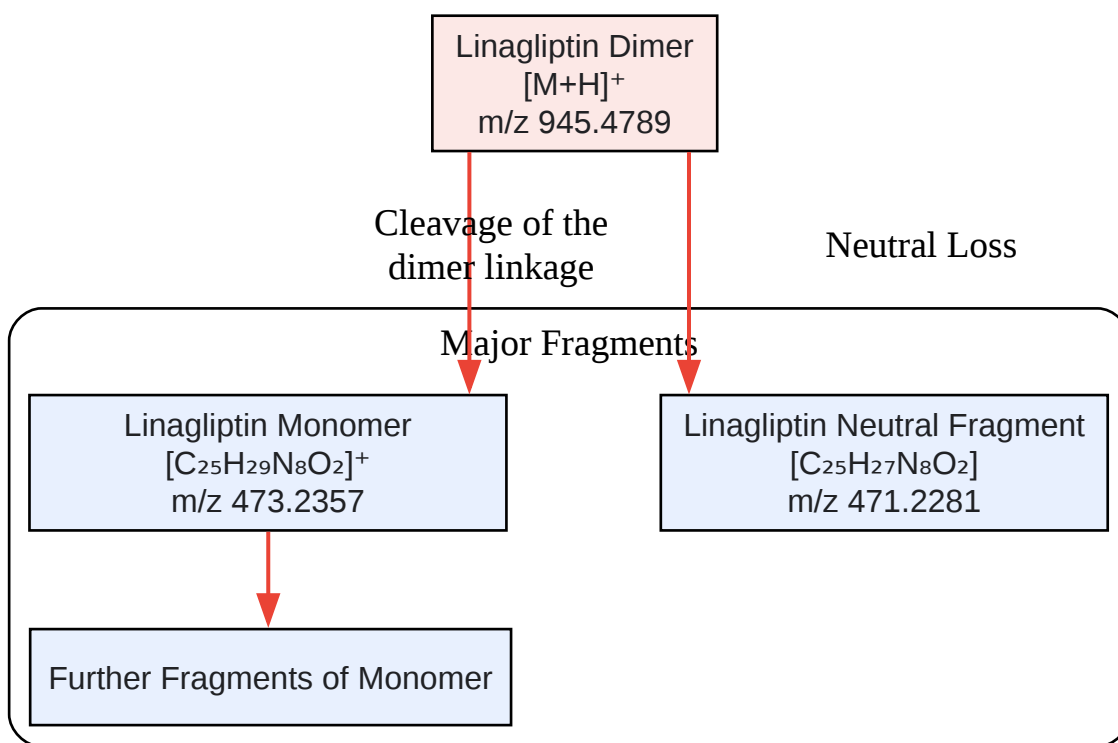 Linagliptin Dimer
[M+H]⁺
m/z 945.4789
Cleavage of the
dimer linkage
Neutral Loss
Major Fragments
Linagliptin Monomer
[C₂₅H₂₉N₈O₂]⁺
m/z 473.2357
Linagliptin Neutral Fragment
[C₂₅H₂₇N₈O₂]
m/z 471.2281
Further Fragments of Monomer